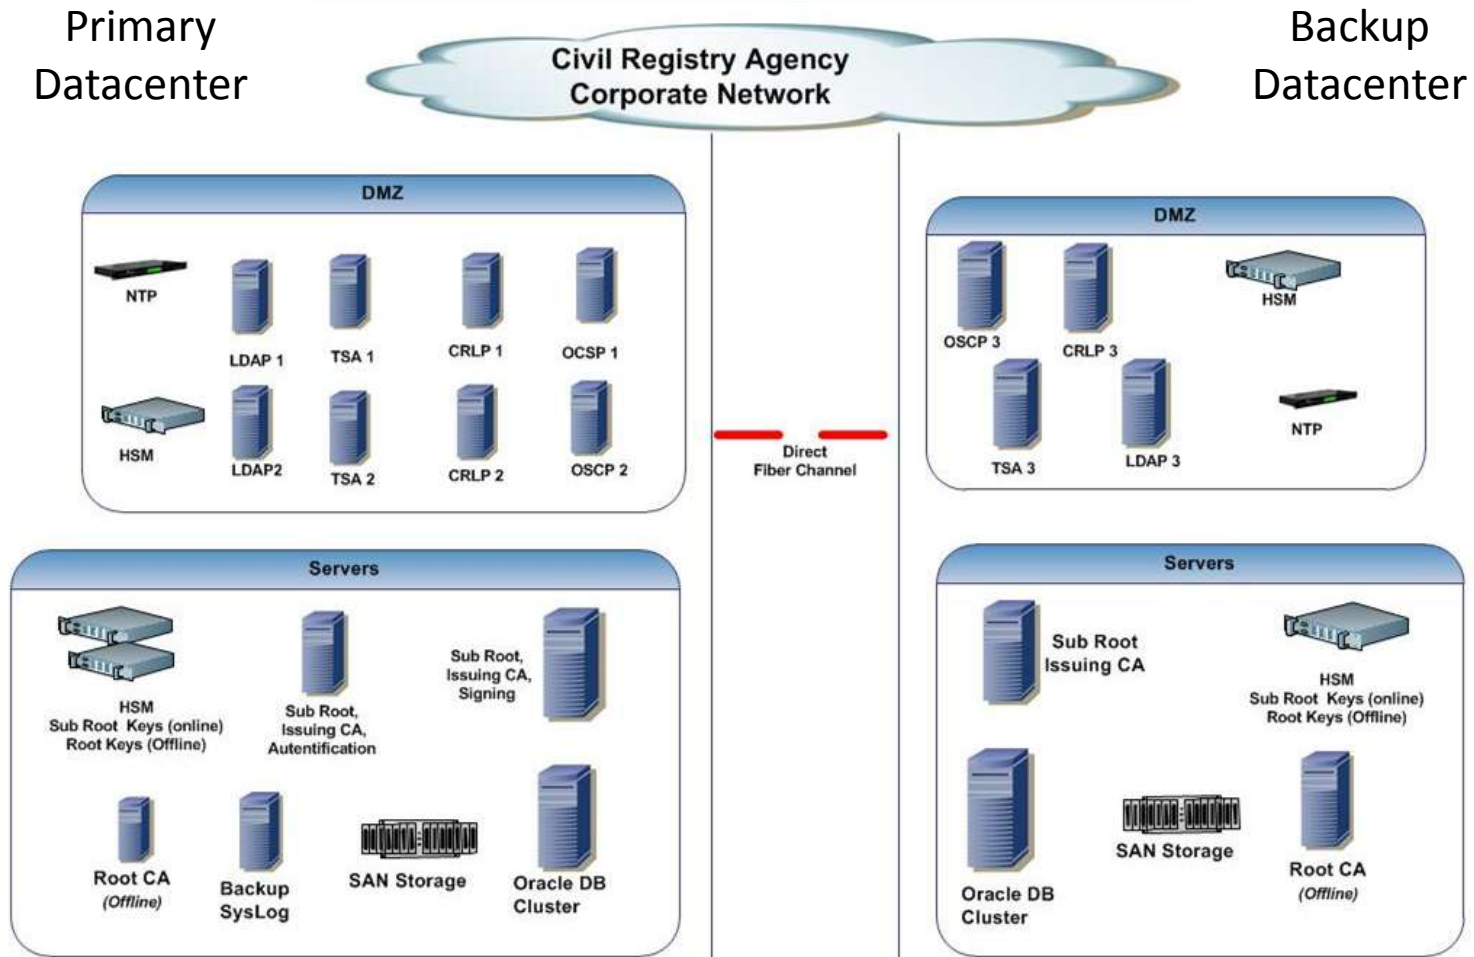 Primary
Datacenter
Civil Registry Agency
Corporate Network
Backup
Datacenter
DMZ
NTP
LDAP 1
TSA 1
CRLP 1
OCSP 1
HSM
LDAP2
TSA 2
CRLP 2
OSCP 2
Direct
Fiber Channel
DMZ
OSCP 3
CRLP 3
HSM
TSA 3
LDAP 3
NTP
Servers
HSM
Sub Root Keys (online)
Root Keys (Offline)
Sub Root,
Issuing CA,
Autentification
Sub Root,
Issuing CA,
Signing
Root CA
(Offline)
Backup
SysLog
SAN Storage
Oracle DB
Cluster
Servers
Sub Root
Issuing CA
HSM
Sub Root Keys (online)
Root Keys (Offline)
Oracle DB
Cluster
SAN Storage
Root CA
(Offline)